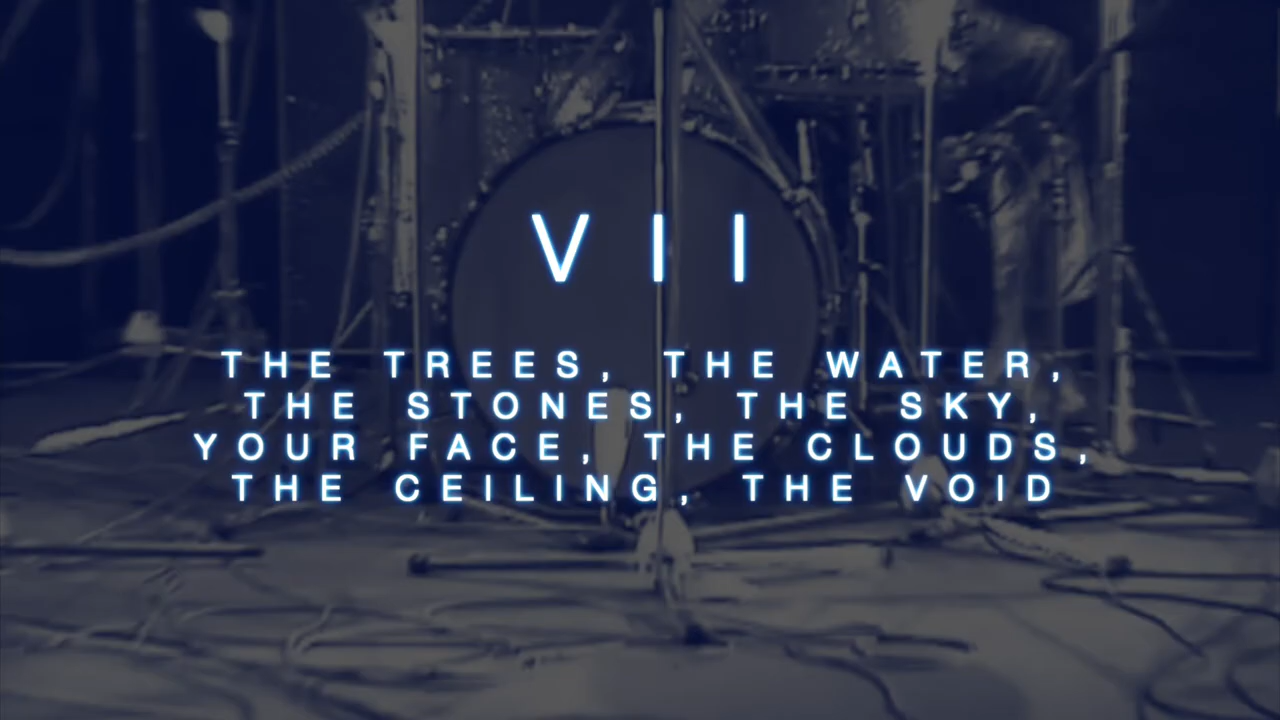 VII
THE TREES, THE WATER,
THE STONES, THE SKY,
YOUR FACE, THE CLOUDS,
THE CEILING, THE VOID